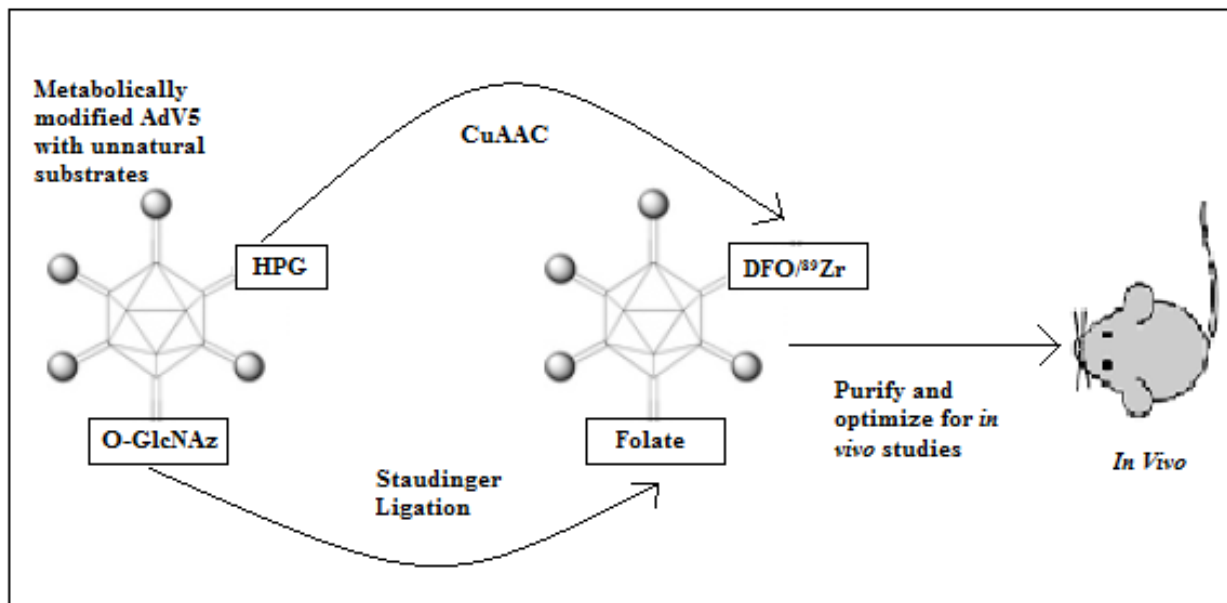 Metabolically
modified AdV5
with unnatural
substrates
CuAAC
HPG
DFO/⁸⁹Zr
O-GlcNAz
Folate
Staudinger
Ligation
Purify and
optimize for in
vivo studies
In Vivo